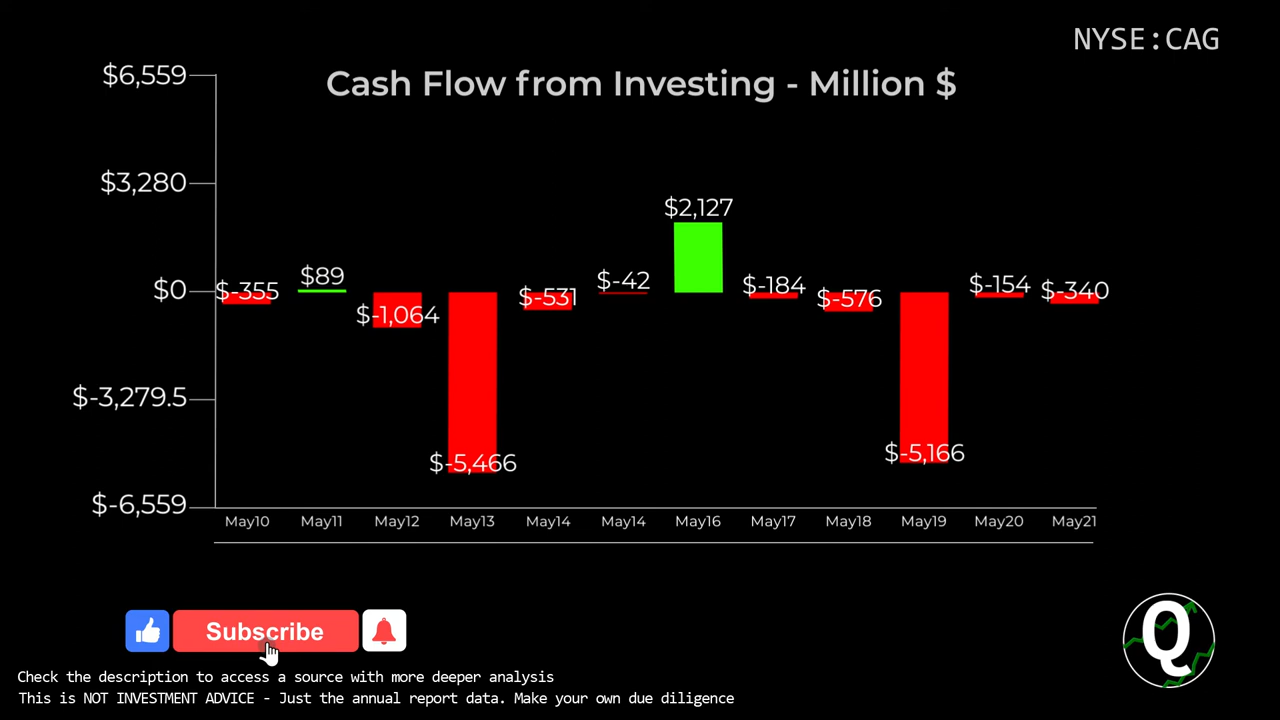 NYSE:CAG
Cash Flow from Investing - Million $
$6,559
$3,280
$0
$-3,279.5
$-6,559
$-355
$89
$-1,064
$-5,466
$-531
$-42
$2,127
$-184
$-576
$-5,166
$-154
$-340
May10 May11 May12 May13 May14 May14 May16 May17 May18 May19 May20 May21
Subscribe
Q
Check the description to access a source with more deeper analysis
This is NOT INVESTMENT ADVICE - Just the annual report data. Make your own due diligence